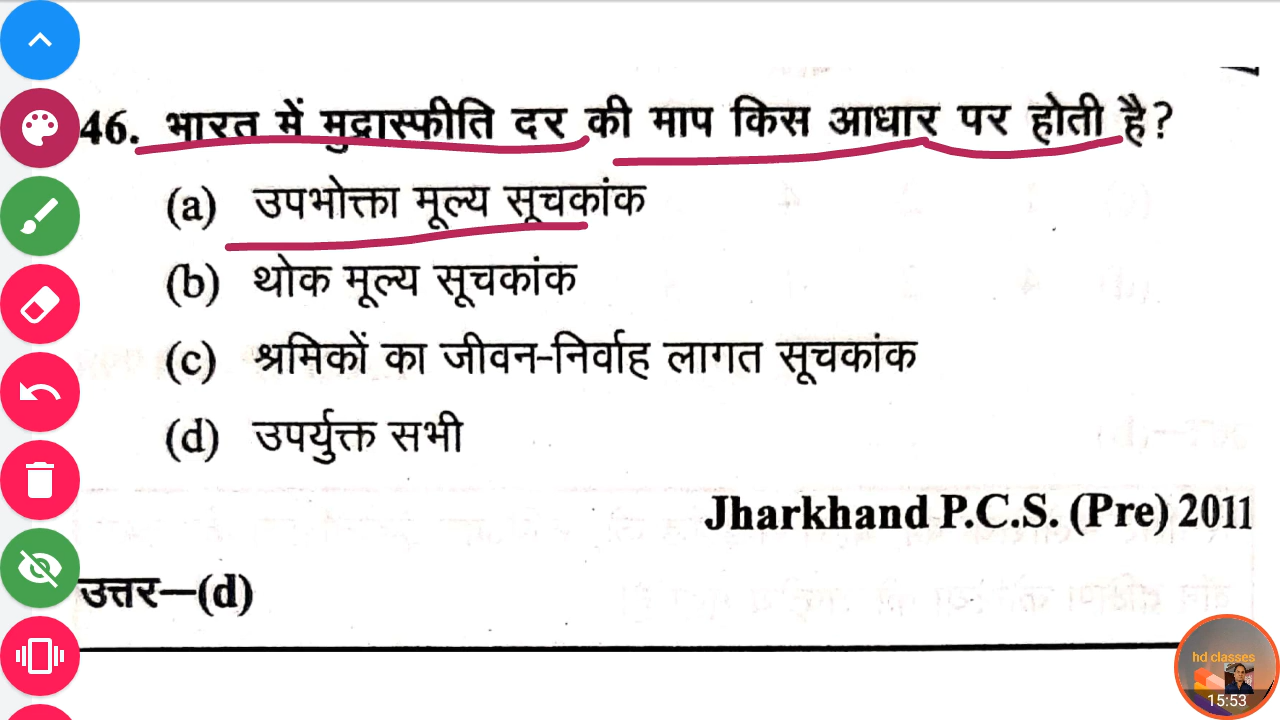 46. भारत में मुद्रास्फीति दर की माप किस आधार पर होती है?
(a) उपभोक्ता मूल्य सूचकांक
(b) थोक मूल्य सूचकांक
(c) श्रमिकों का जीवन-निर्वाह लागत सूचकांक
(d) उपर्युक्त सभी
Jharkhand P.C.S. (Pre) 2011
उत्तर—(d)
hd classes
15:53